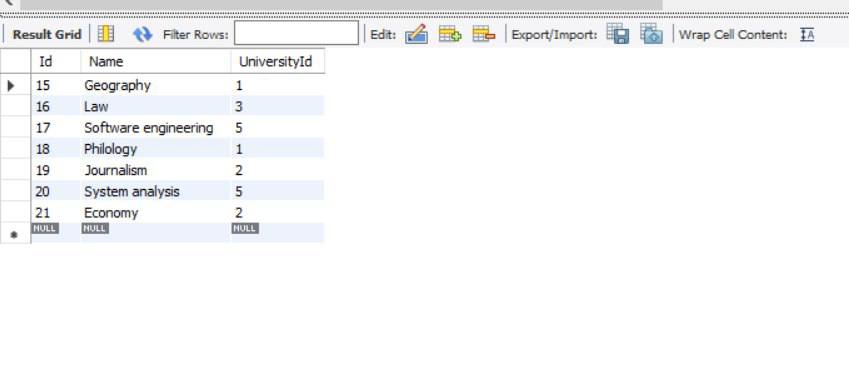 Result Grid Filter Rows: Edit: Export/Import: Wrap Cell Content: IA
Id Name UniversityId
15 Geography 1
16 Law 3
17 Software engineering 5
18 Philology 1
19 Journalism 2
20 System analysis 5
21 Economy 2
NULL NULL NULL